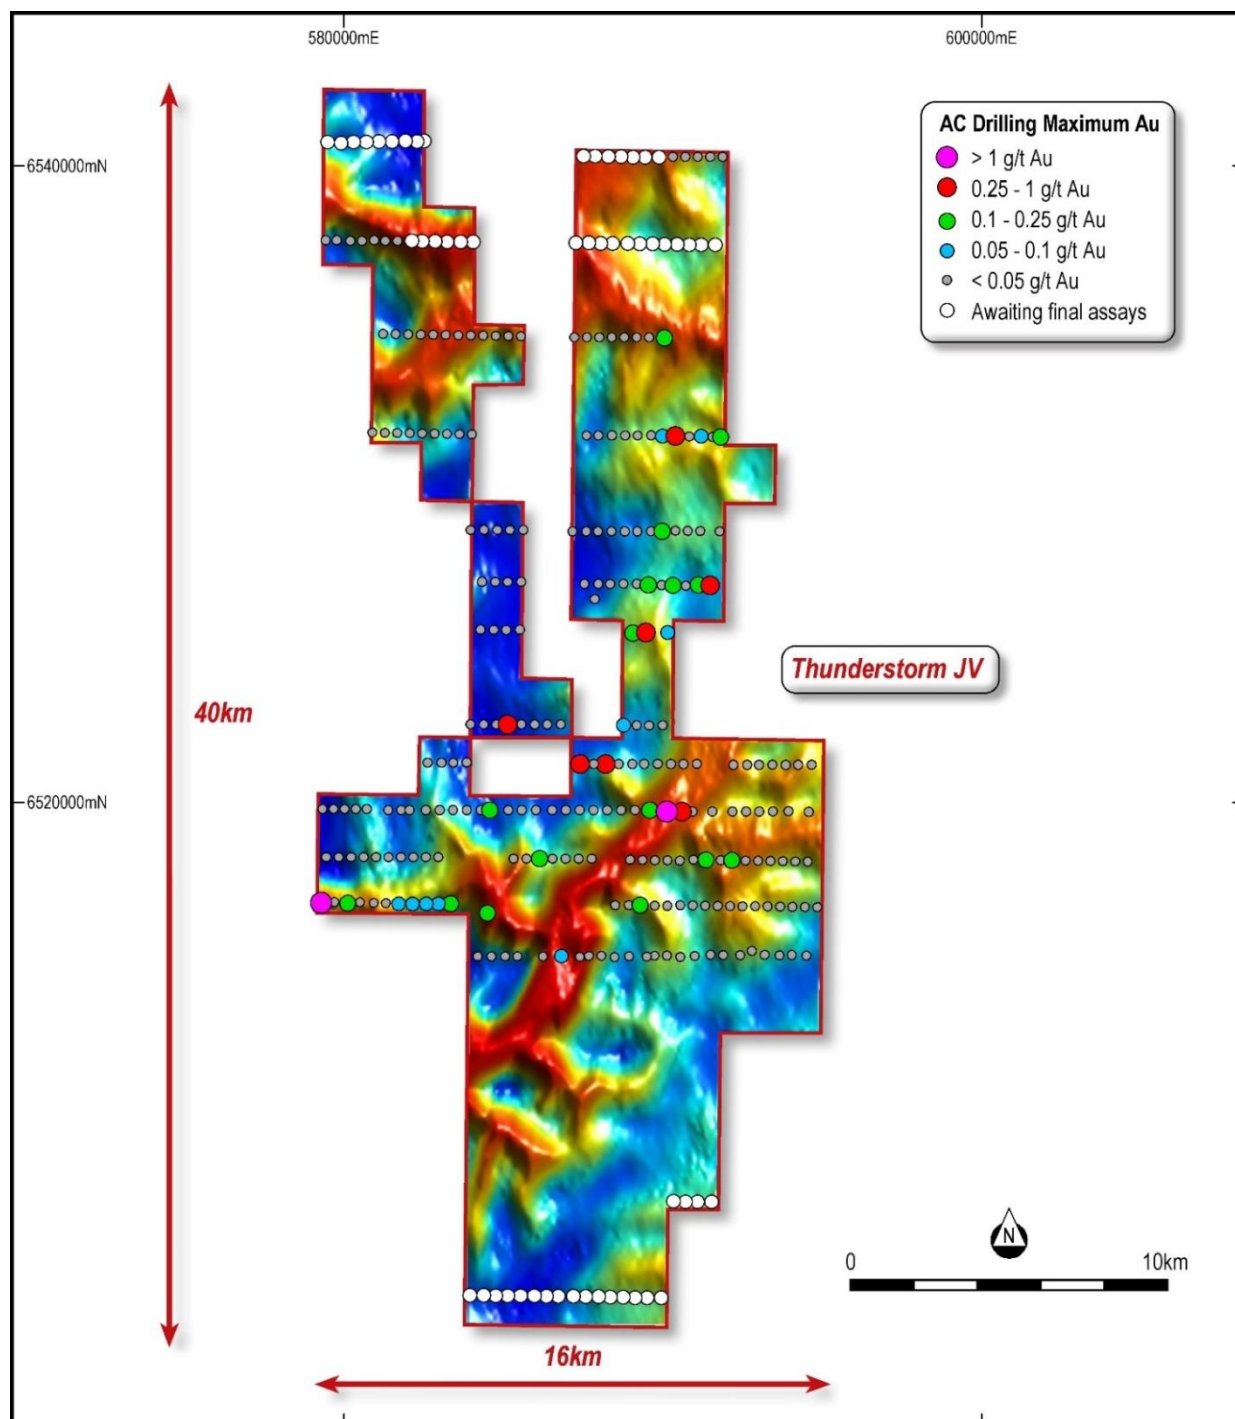 580000mE
600000mE
6540000mN
AC Drilling Maximum Au
> 1 g/t Au
0.25 - 1 g/t Au
0.1 - 0.25 g/t Au
0.05 - 0.1 g/t Au
< 0.05 g/t Au
Awaiting final assays
Thunderstorm JV
40km
6520000mN
N
0
10km
16km